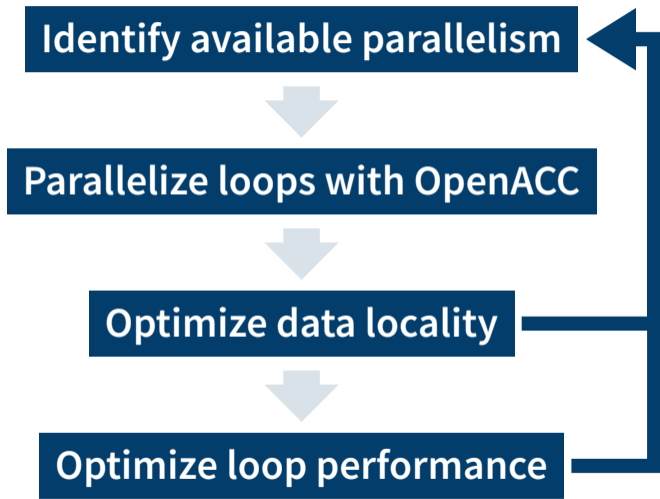 Identify available parallelism
Parallelize loops with OpenACC
Optimize data locality
Optimize loop performance